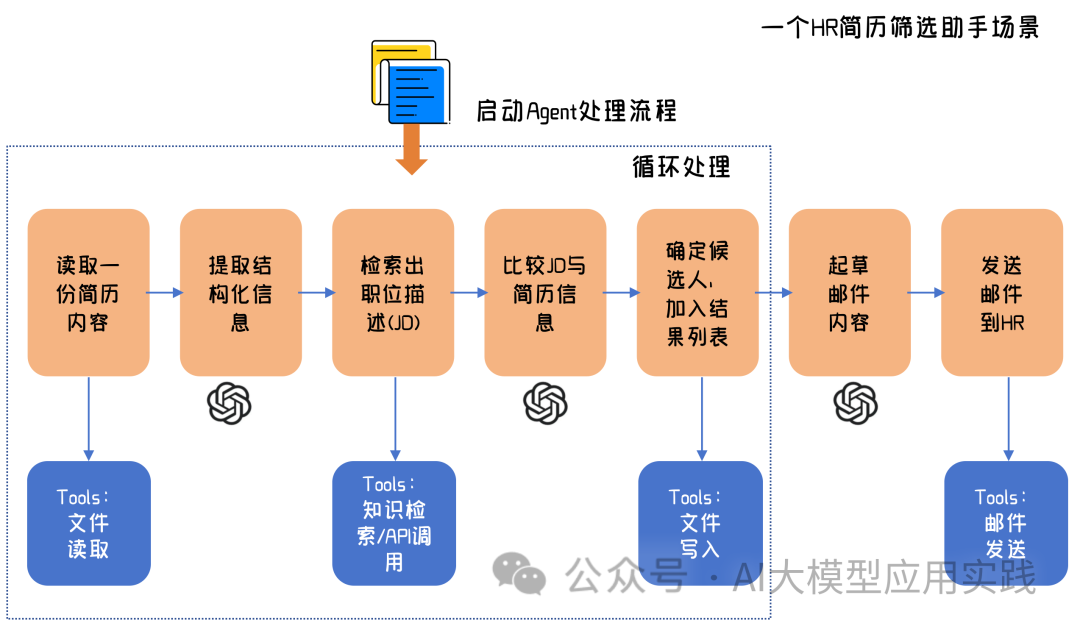 一个HR简历筛选助手场景
启动Agent处理流程
循环处理
读取一
份简历
内容
提取结
构化信
息
检索出
职位描
述(JD)
比较JD与
简历信
息
确定候
选人，
加入结
果列表
起草
邮件
内容
发送
邮件
到HR
Tools：
文件
读取
Tools：
知识检
索/API调
用
Tools：
文件
写入
Tools：
邮件
发送
公众号 · AI大模型应用实践